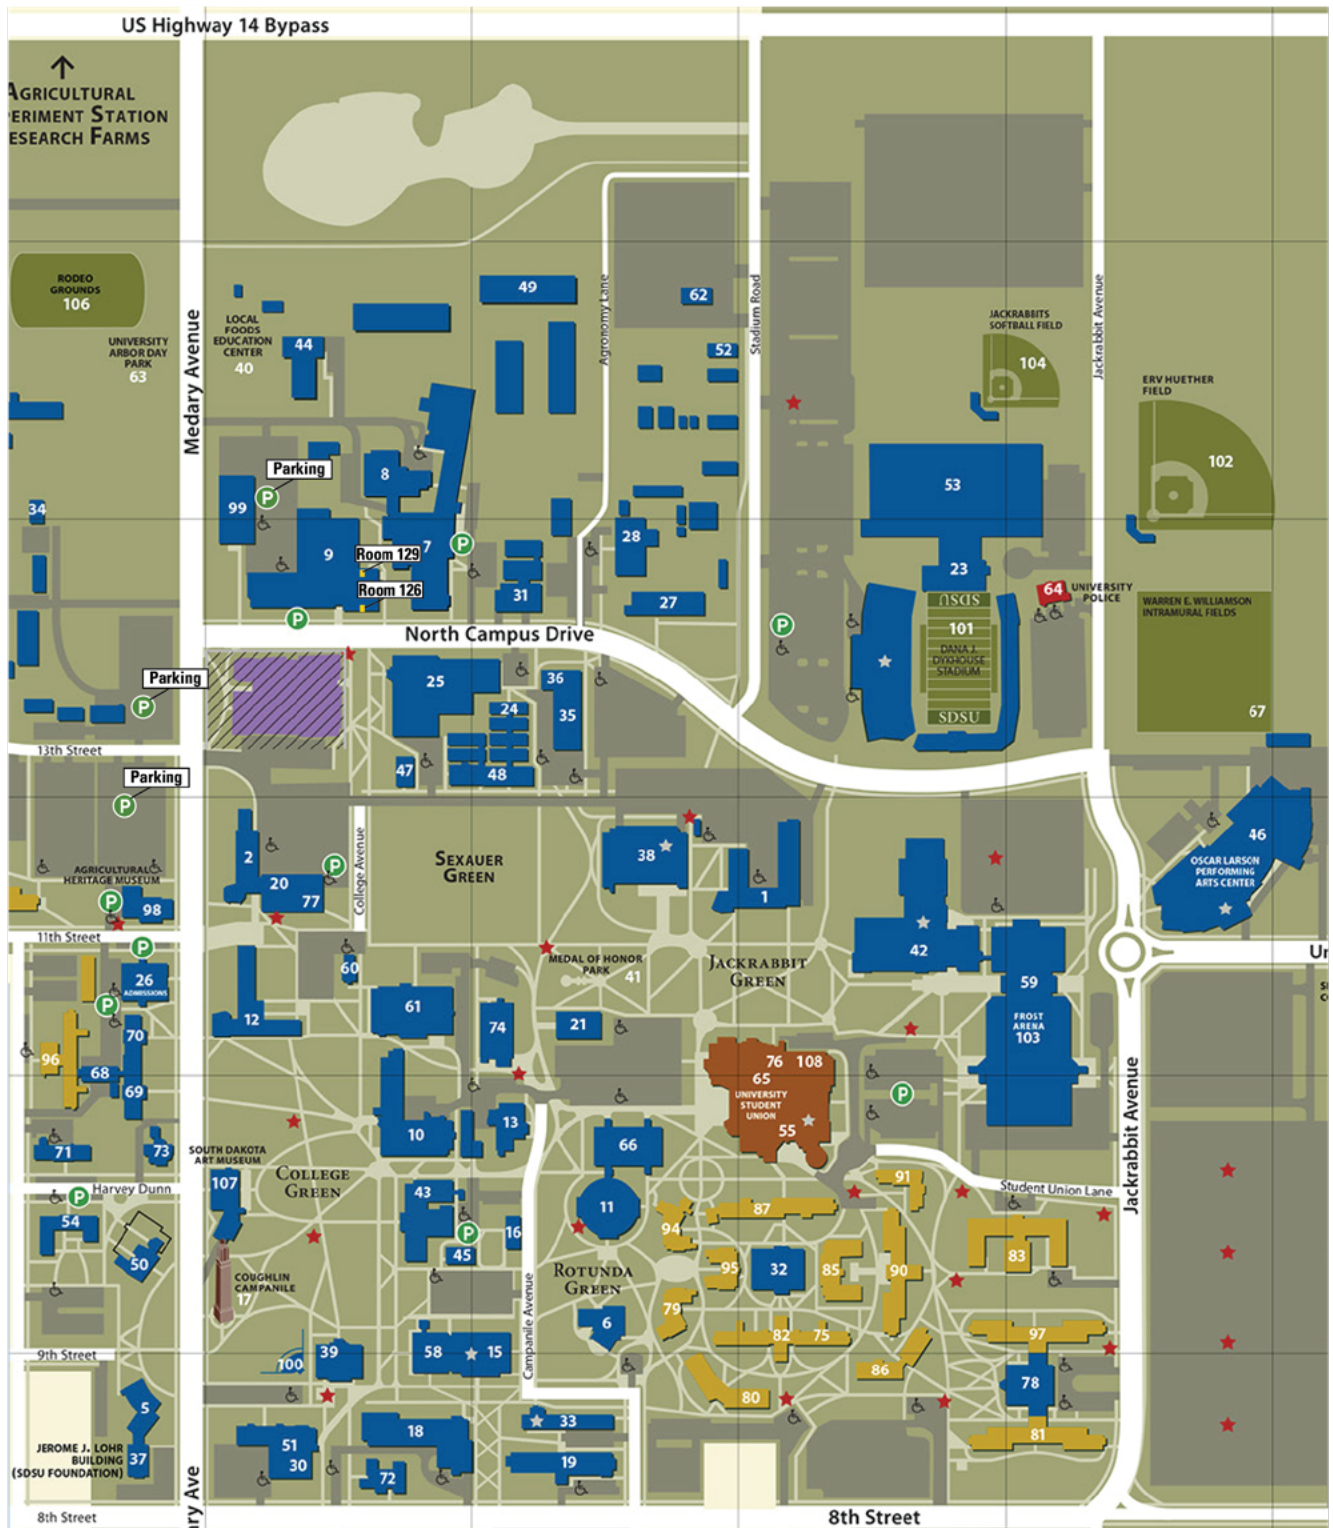 US Highway 14 Bypass
AGRICULTURAL
PERIMENT STATION
ESEARCH FARMS
RODEO
GROUNDS
106
UNIVERSITY
ARBOR DAY
PARK
63
Medary Avenue
LOCAL
FOODS
EDUCATION
CENTER
40
44
49
62
52
Agronomy Lane
Stadium Road
Jackrabbit Avenue
JACKRABBITS
SOFTBALL FIELD
104
ERV HUETHER
FIELD
102
Parking
P
99
8
34
9
7
P
Room 129
Room 126
P
31
28
27
53
23
SDSU
101
DANA J.
DYKHOUSE
STADIUM
SDSU
64
UNIVERSITY
POLICE
WARREN E. WILLIAMSON
INTRAMURAL FIELDS
67
P
North Campus Drive
Parking
P
25
36
24
35
47
48
13th Street
Parking
P
2
20
77
P
College Avenue
SEXAUER
GREEN
38
1
42
46
OSCAR LARSON
PERFORMING
ARTS CENTER
AGRICULTURAL
HERITAGE MUSEUM
P
98
11th Street
P
26
ADMISSIONS
P
60
MEDAL OF HONOR
PARK
41
JACKRABBIT
GREEN
59
FROST
ARENA
103
Un
61
74
21
12
70
96
68
69
71
73
10
13
66
76
108
65
UNIVERSITY
STUDENT
UNION
55
P
Jackrabbit Avenue
SOUTH DAKOTA
ART MUSEUM
107
COLLEGE
GREEN
Harvey Dunn
P
54
50
43
P
16
45
11
94
87
91
Student Union Lane
83
COUGHLIN
CAMPANILE
17
ROTUNDA
GREEN
95
32
85
90
79
6
82
75
97
Campanile Avenue
9th Street
100
39
58
15
86
80
78
5
33
JEROME J. LOHR
BUILDING
(SDSU FOUNDATION)
37
51
30
18
72
19
81
8th Street
ary Ave
8th Street